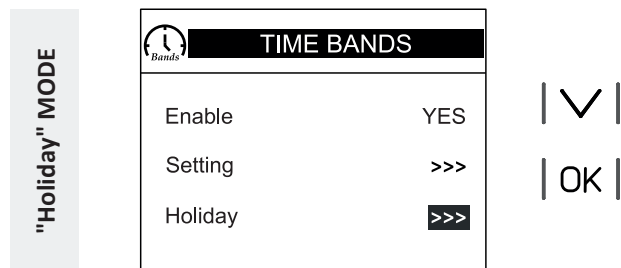 "Holiday" MODE
Bands
TIME BANDS
Enable YES
Setting >>>
Holiday >>>
OK